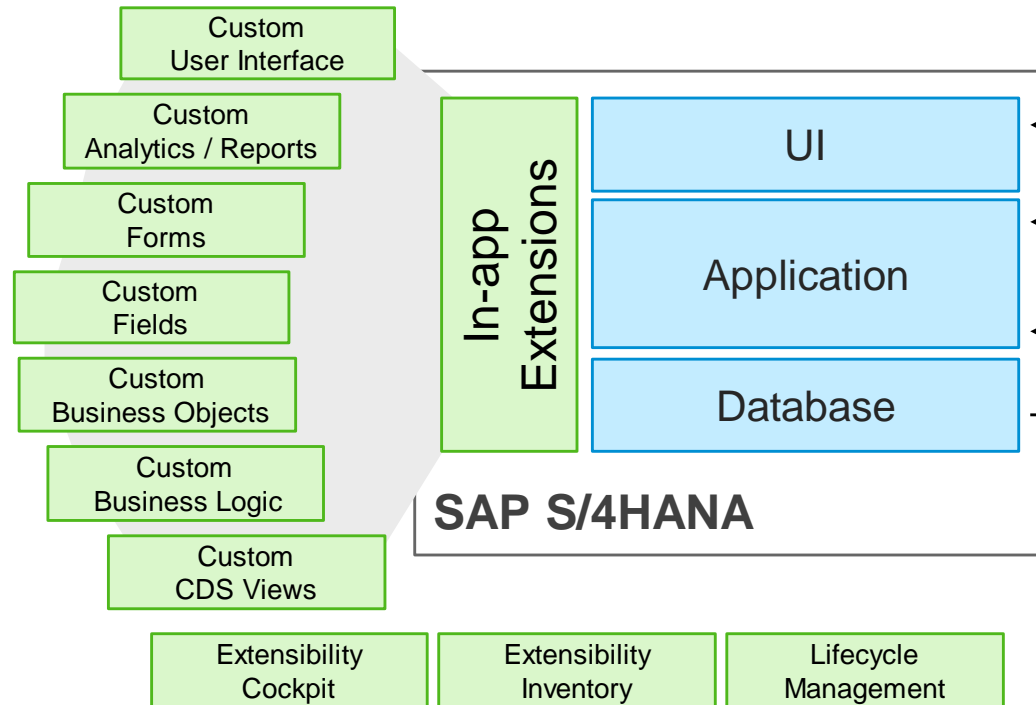 Custom
User Interface
Custom
Analytics / Reports
Custom
Forms
Custom
Fields
Custom
Business Objects
Custom
Business Logic
Custom
CDS Views
In-app
Extensions
UI
Application
Database
SAP S/4HANA
Extensibility
Cockpit
Extensibility
Inventory
Lifecycle
Management